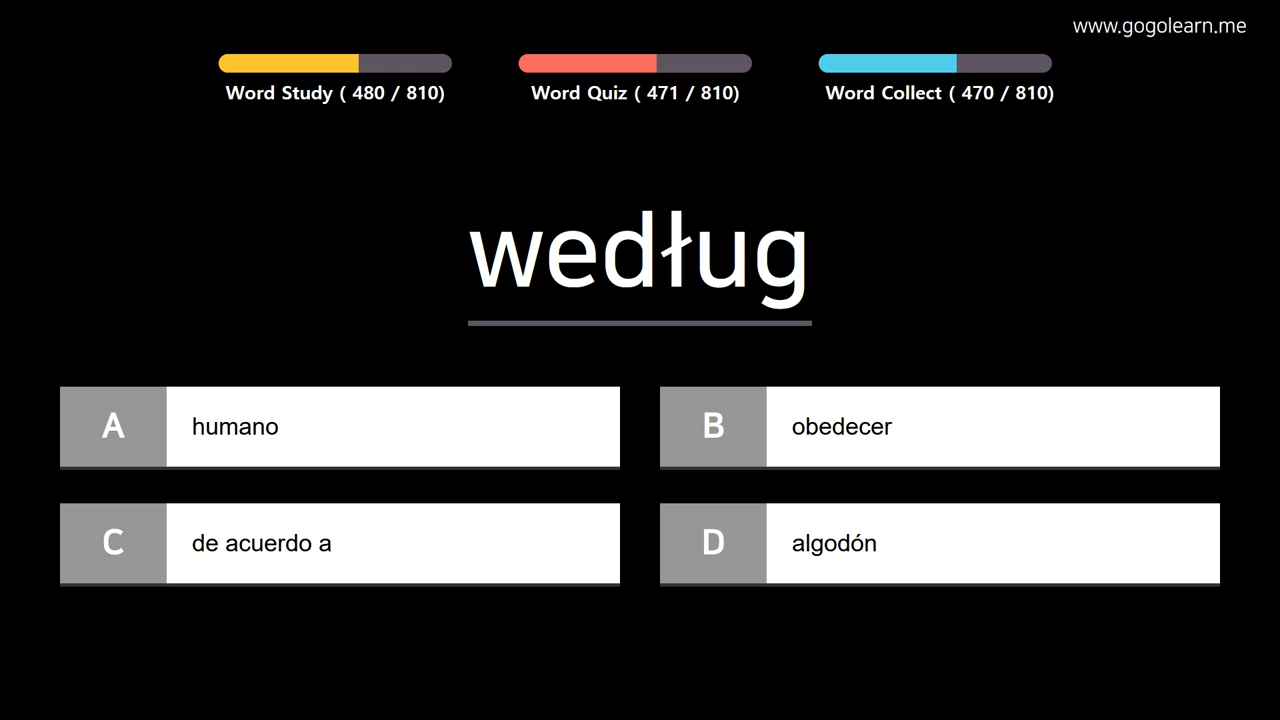 www.gogolearn.me
Word Study ( 480 / 810)
Word Quiz ( 471 / 810)
Word Collect ( 470 / 810)
według
A humano
B obedecer
C de acuerdo a
D algodón